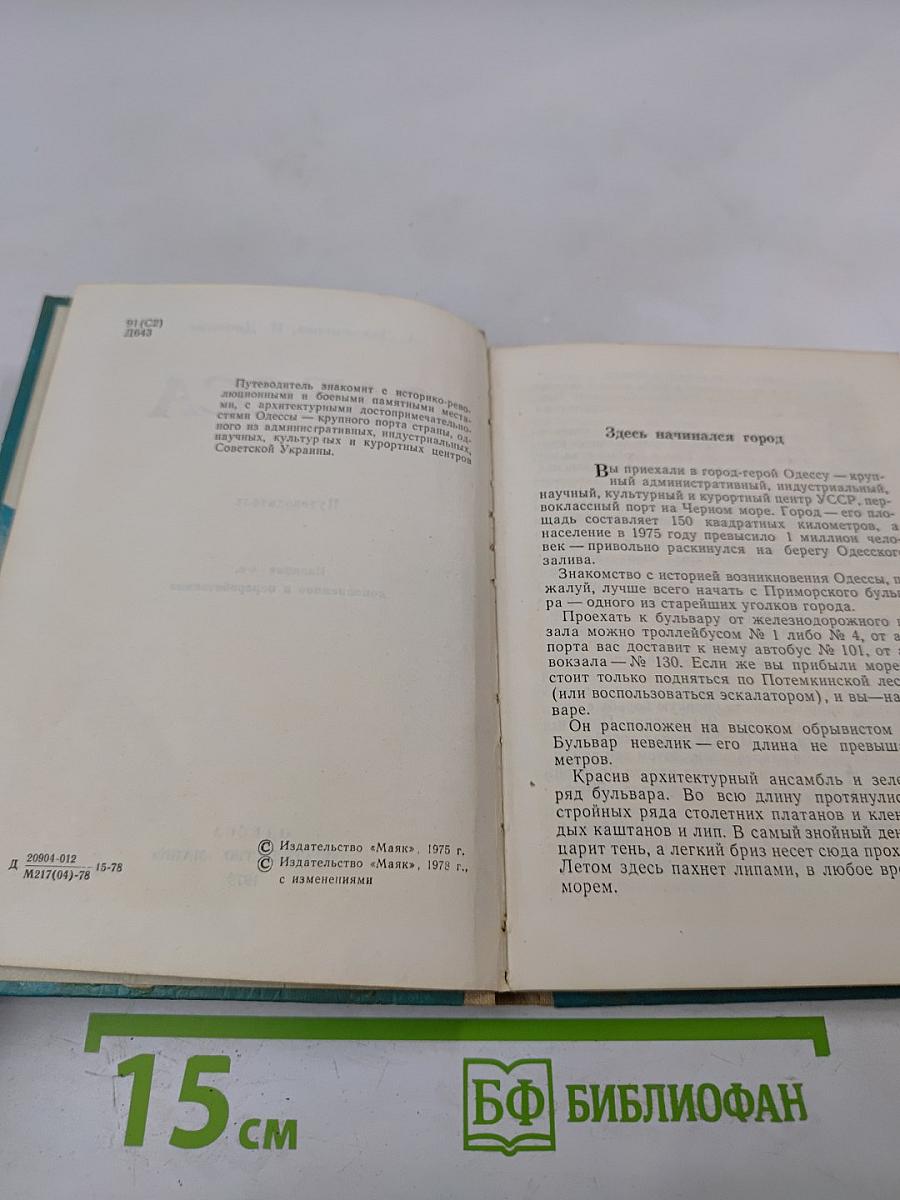 91(С2)
Д643
Путеводитель знакомит с историко-рево-
люционными и боевыми памятными места-
ми, с архитектурными достопримечательно-
стями Одессы — крупного порта страны, од-
ного из административных, индустриальных,
научных, культурных и курортных центров
Советской Украины.
Д 20904-012 15-78
М217(04)-78
© Издательство «Маяк», 1975 г.
© Издательство «Маяк», 1978 г.,
с изменениями
Здесь начинался город
Вы приехали в город-герой Одессу — круп-
ный административный, индустриальный,
научный, культурный и курортный центр УССР, пер-
воклассный порт на Черном море. Город — его пло-
щадь составляет 150 квадратных километров, а
население в 1975 году превысило 1 миллион чело-
век — привольно раскинулся на берегу Одесского
залива.
Знакомство с историей возникновения Одессы, п
жалуй, лучше всего начать с Приморского буль
ра — одного из старейших уголков города.
Проехать к бульвару от железнодорожного
зала можно троллейбусом № 1 либо № 4, от а
порта вас доставит к нему автобус № 101, от а
вокзала — № 130. Если же вы прибыли море
стоит только подняться по Потемкинской лес
(или воспользоваться эскалатором), и вы—на
варе.
Он расположен на высоком обрывистом
Бульвар невелик — его длина не превыша
метров.
Красив архитектурный ансамбль и зеле
ряд бульвара. Во всю длину протянулис
стройных ряда столетних платанов и клен
дых каштанов и лип. В самый знойный ден
царит тень, а легкий бриз несет сюда прох
Летом здесь пахнет липами, в любое вре
морем.
15 см
БФ БИБЛИОФАН